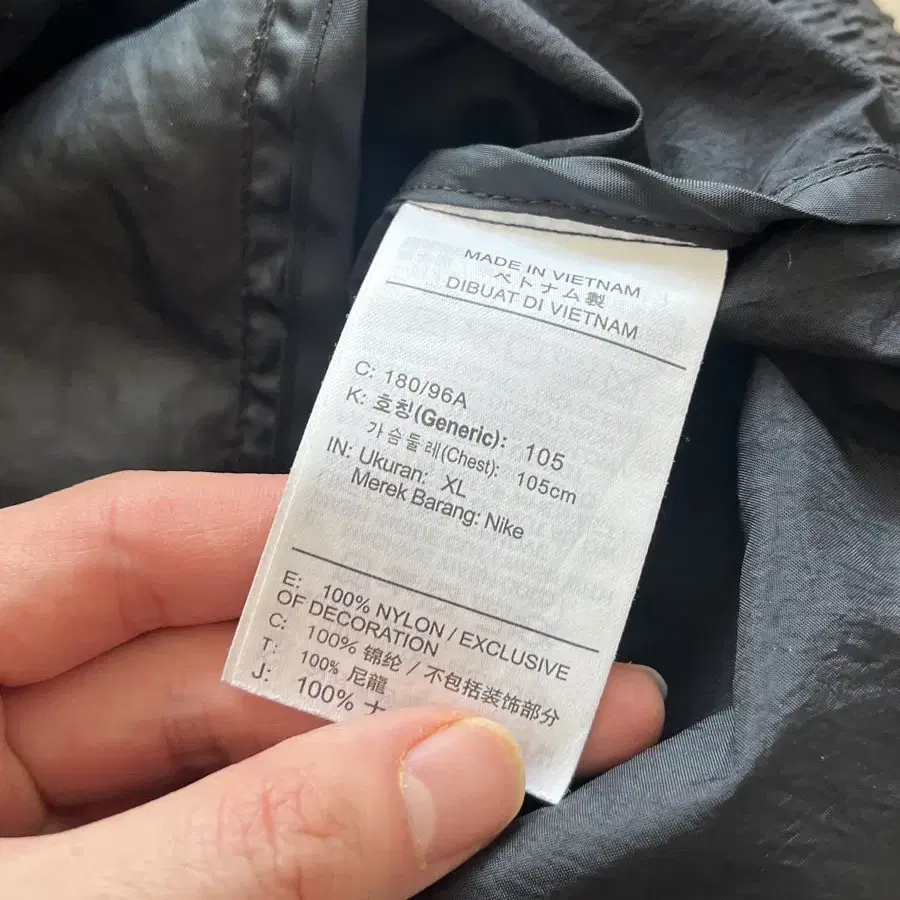 MADE IN VIETNAM
ベトナム製
DIBUAT DI VIETNAM
C: 180/96A
K: 호칭(Generic): 105
가슴둘레(Chest): 105cm
IN: Ukuran: XL
Merek Barang: Nike
E: 100% NYLON / EXCLUSIVE
OF DECORATION
C: 100% 锦纶 / 不包括装饰部分
T: 100% 尼龍
J: 100% ナ